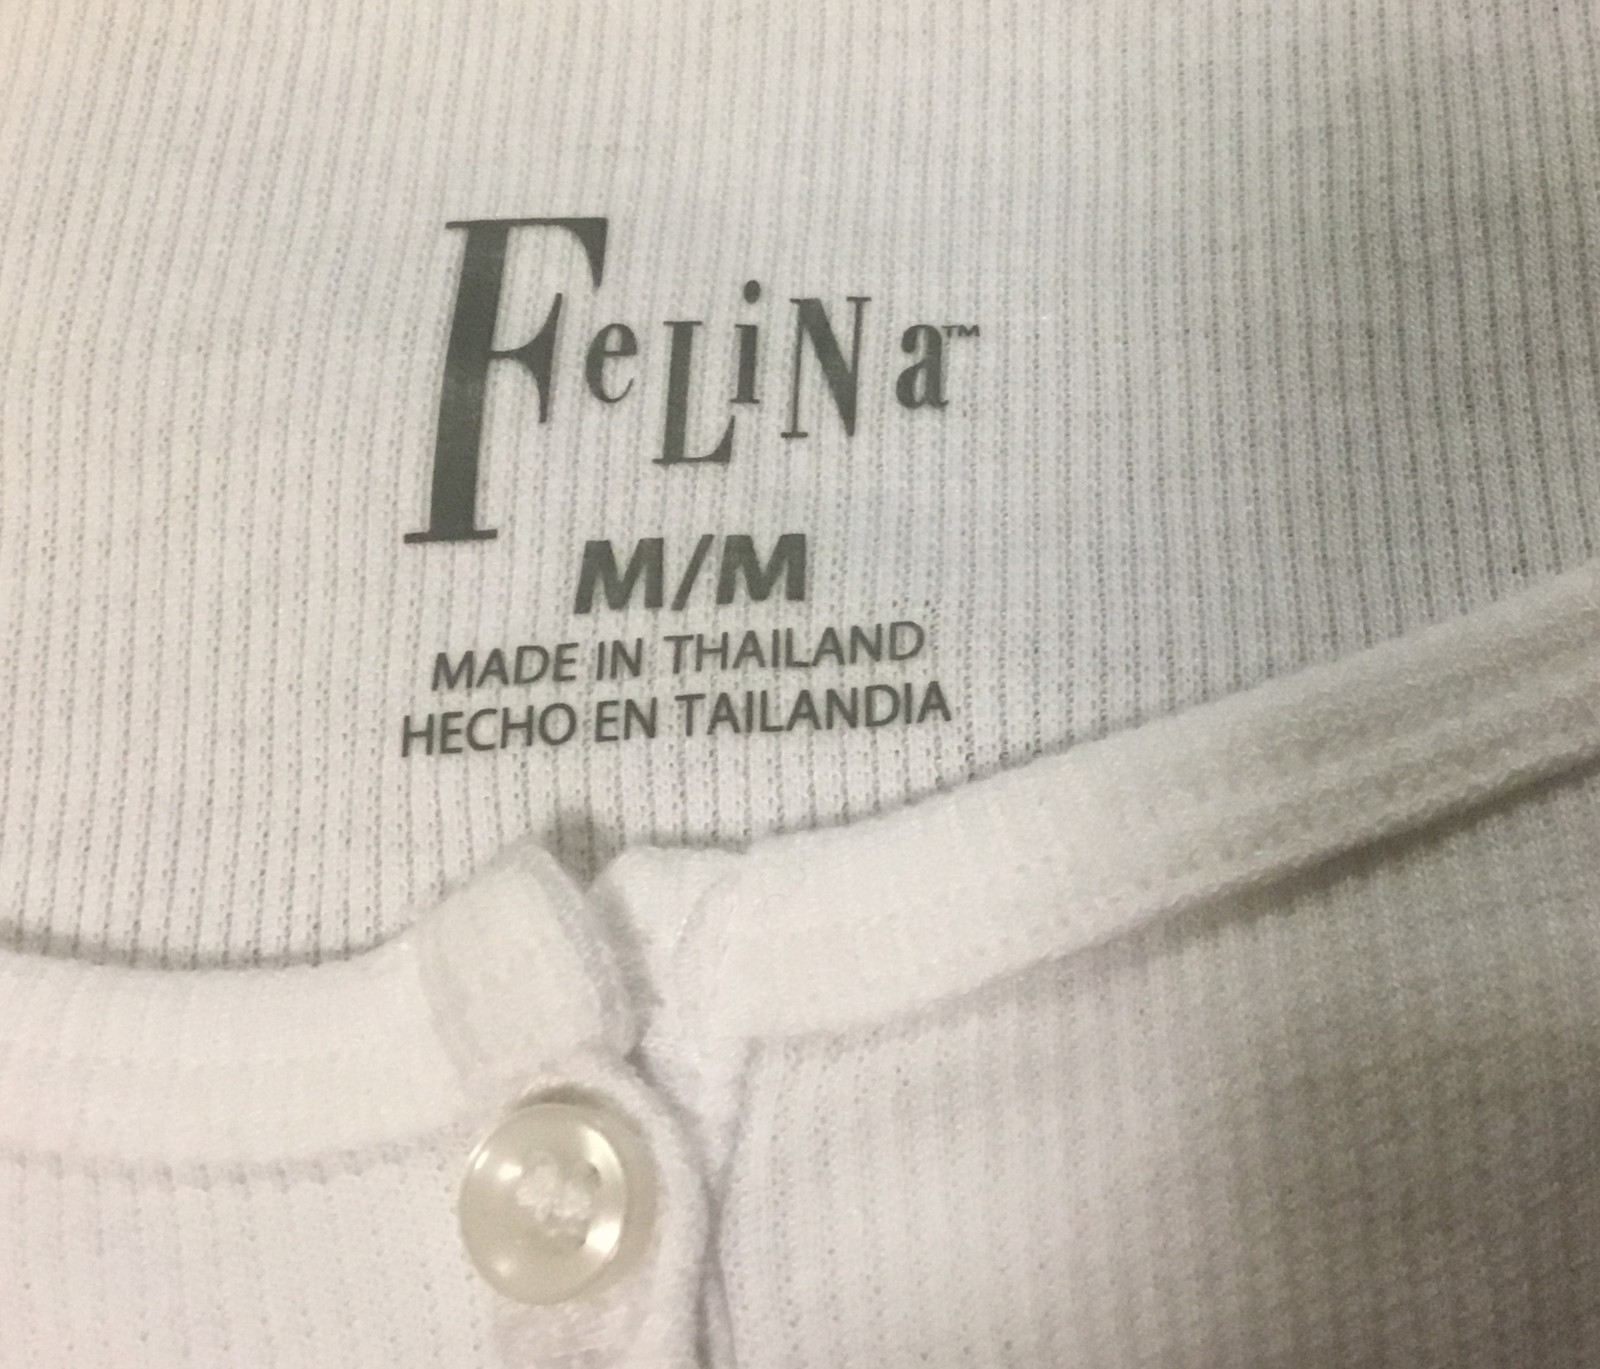 FeLiNa™
M/M
MADE IN THAILAND
HECHO EN TAILANDIA